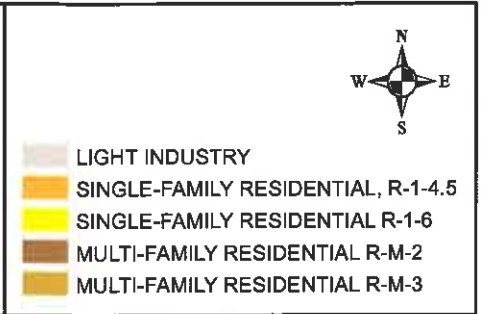 N
W E
S
LIGHT INDUSTRY
SINGLE-FAMILY RESIDENTIAL, R-1-4.5
SINGLE-FAMILY RESIDENTIAL R-1-6
MULTI-FAMILY RESIDENTIAL R-M-2
MULTI-FAMILY RESIDENTIAL R-M-3